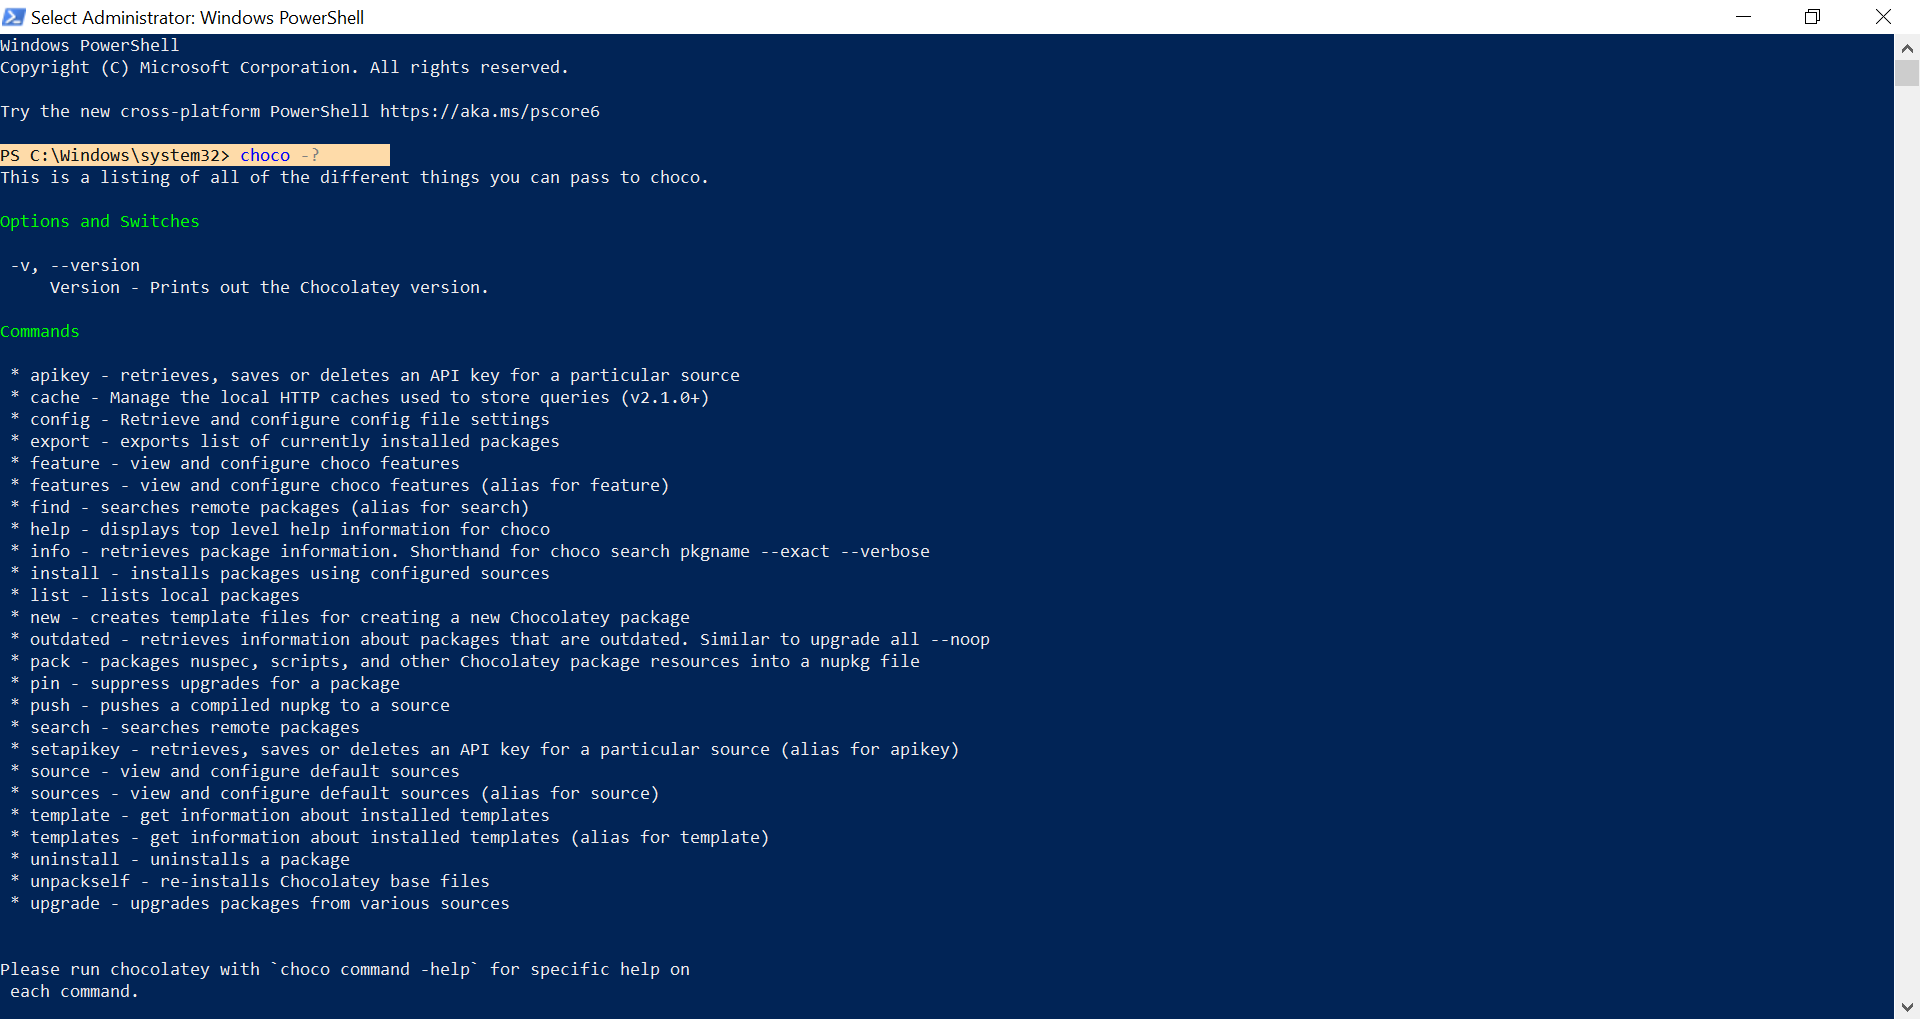 Select Administrator: Windows PowerShell
Windows PowerShell
Copyright (C) Microsoft Corporation. All rights reserved.
Try the new cross-platform PowerShell https://aka.ms/pscore6
PS C:\Windows\system32> choco -?
This is a listing of all of the different things you can pass to choco.
Options and Switches
-v, --version
Version - Prints out the Chocolatey version.
Commands
* apikey - retrieves, saves or deletes an API key for a particular source
* cache - Manage the local HTTP caches used to store queries (v2.1.0+)
* config - Retrieve and configure config file settings
* export - exports list of currently installed packages
* feature - view and configure choco features
* features - view and configure choco features (alias for feature)
* find - searches remote packages (alias for search)
* help - displays top level help information for choco
* info - retrieves package information. Shorthand for choco search pkgname --exact --verbose
* install - installs packages using configured sources
* list - lists local packages
* new - creates template files for creating a new Chocolatey package
* outdated - retrieves information about packages that are outdated. Similar to upgrade all --noop
* pack - packages nuspec, scripts, and other Chocolatey package resources into a nupkg file
* pin - suppress upgrades for a package
* push - pushes a compiled nupkg to a source
* search - searches remote packages
* setapikey - retrieves, saves or deletes an API key for a particular source (alias for apikey)
* source - view and configure default sources
* sources - view and configure default sources (alias for source)
* template - get information about installed templates
* templates - get information about installed templates (alias for template)
* uninstall - uninstalls a package
* unpackself - re-installs Chocolatey base files
* upgrade - upgrades packages from various sources
Please run chocolatey with `choco command -help` for specific help on
each command.